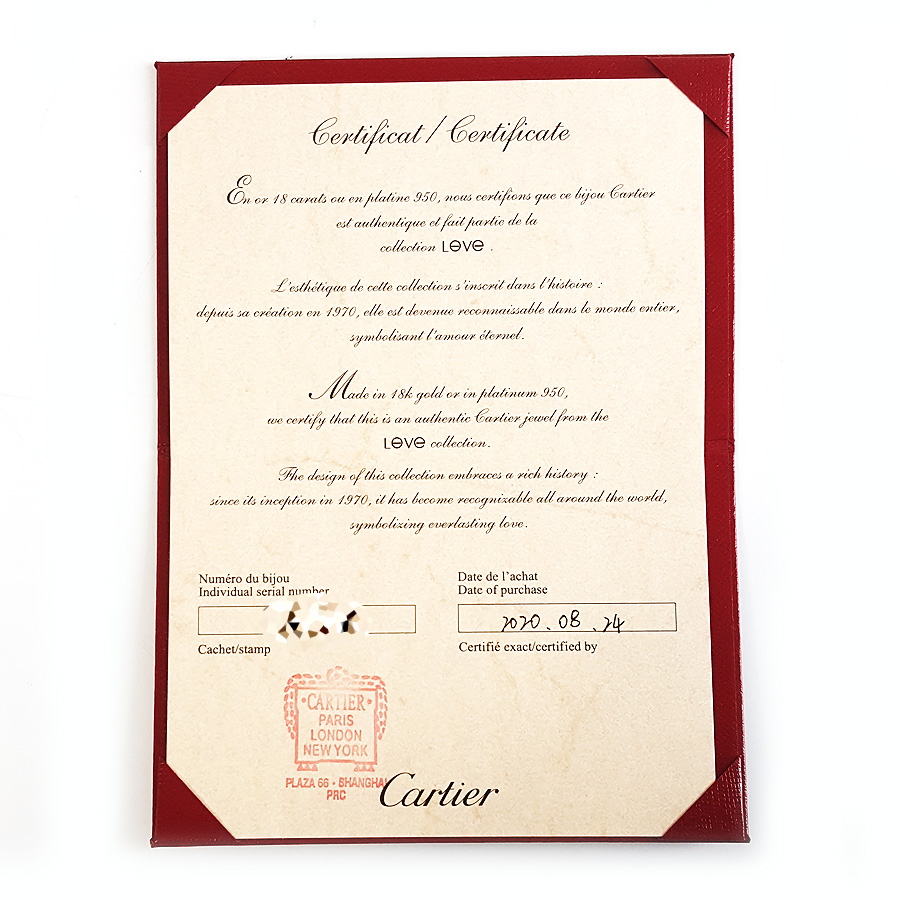 Certificat / Certificate
En or 18 carats ou en platine 950, nous certifions que ce bijou Cartier
est authentique et fait partie de la
collection LOVE .
L'esthétique de cette collection s'inscrit dans l'histoire :
depuis sa création en 1970, elle est devenue reconnaissable dans le monde entier,
symbolisant l'amour éternel.
Made in 18k gold or in platinum 950,
we certify that this is an authentic Cartier jewel from the
LOVE collection.
The design of this collection embraces a rich history :
since its inception in 1970, it has become recognizable all around the world,
symbolizing everlasting love.
Numéro du bijou
Individual serial number
Date de l'achat
Date of purchase
2020.08.24
Cachet/stamp
Certifié exact/certified by
CARTIER
PARIS
LONDON
NEW YORK
PLAZA 66 • SHANGHAI
PRC
Cartier